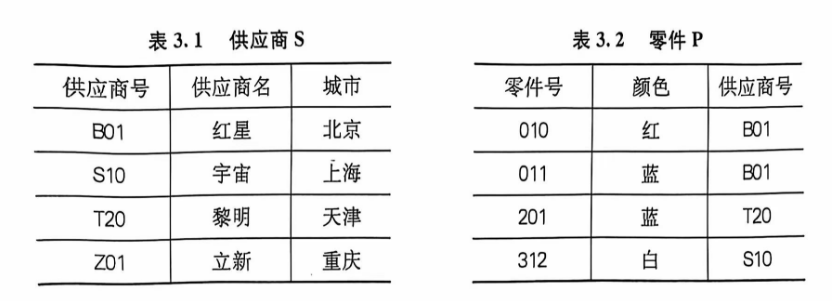 表 3.1 供应商 S
供应商号 供应商名 城市
B01 红星 北京
S10 宇宙 上海
T20 黎明 天津
Z01 立新 重庆
表 3.2 零件 P
零件号 颜色 供应商号
010 红 B01
011 蓝 B01
201 蓝 T20
312 白 S10